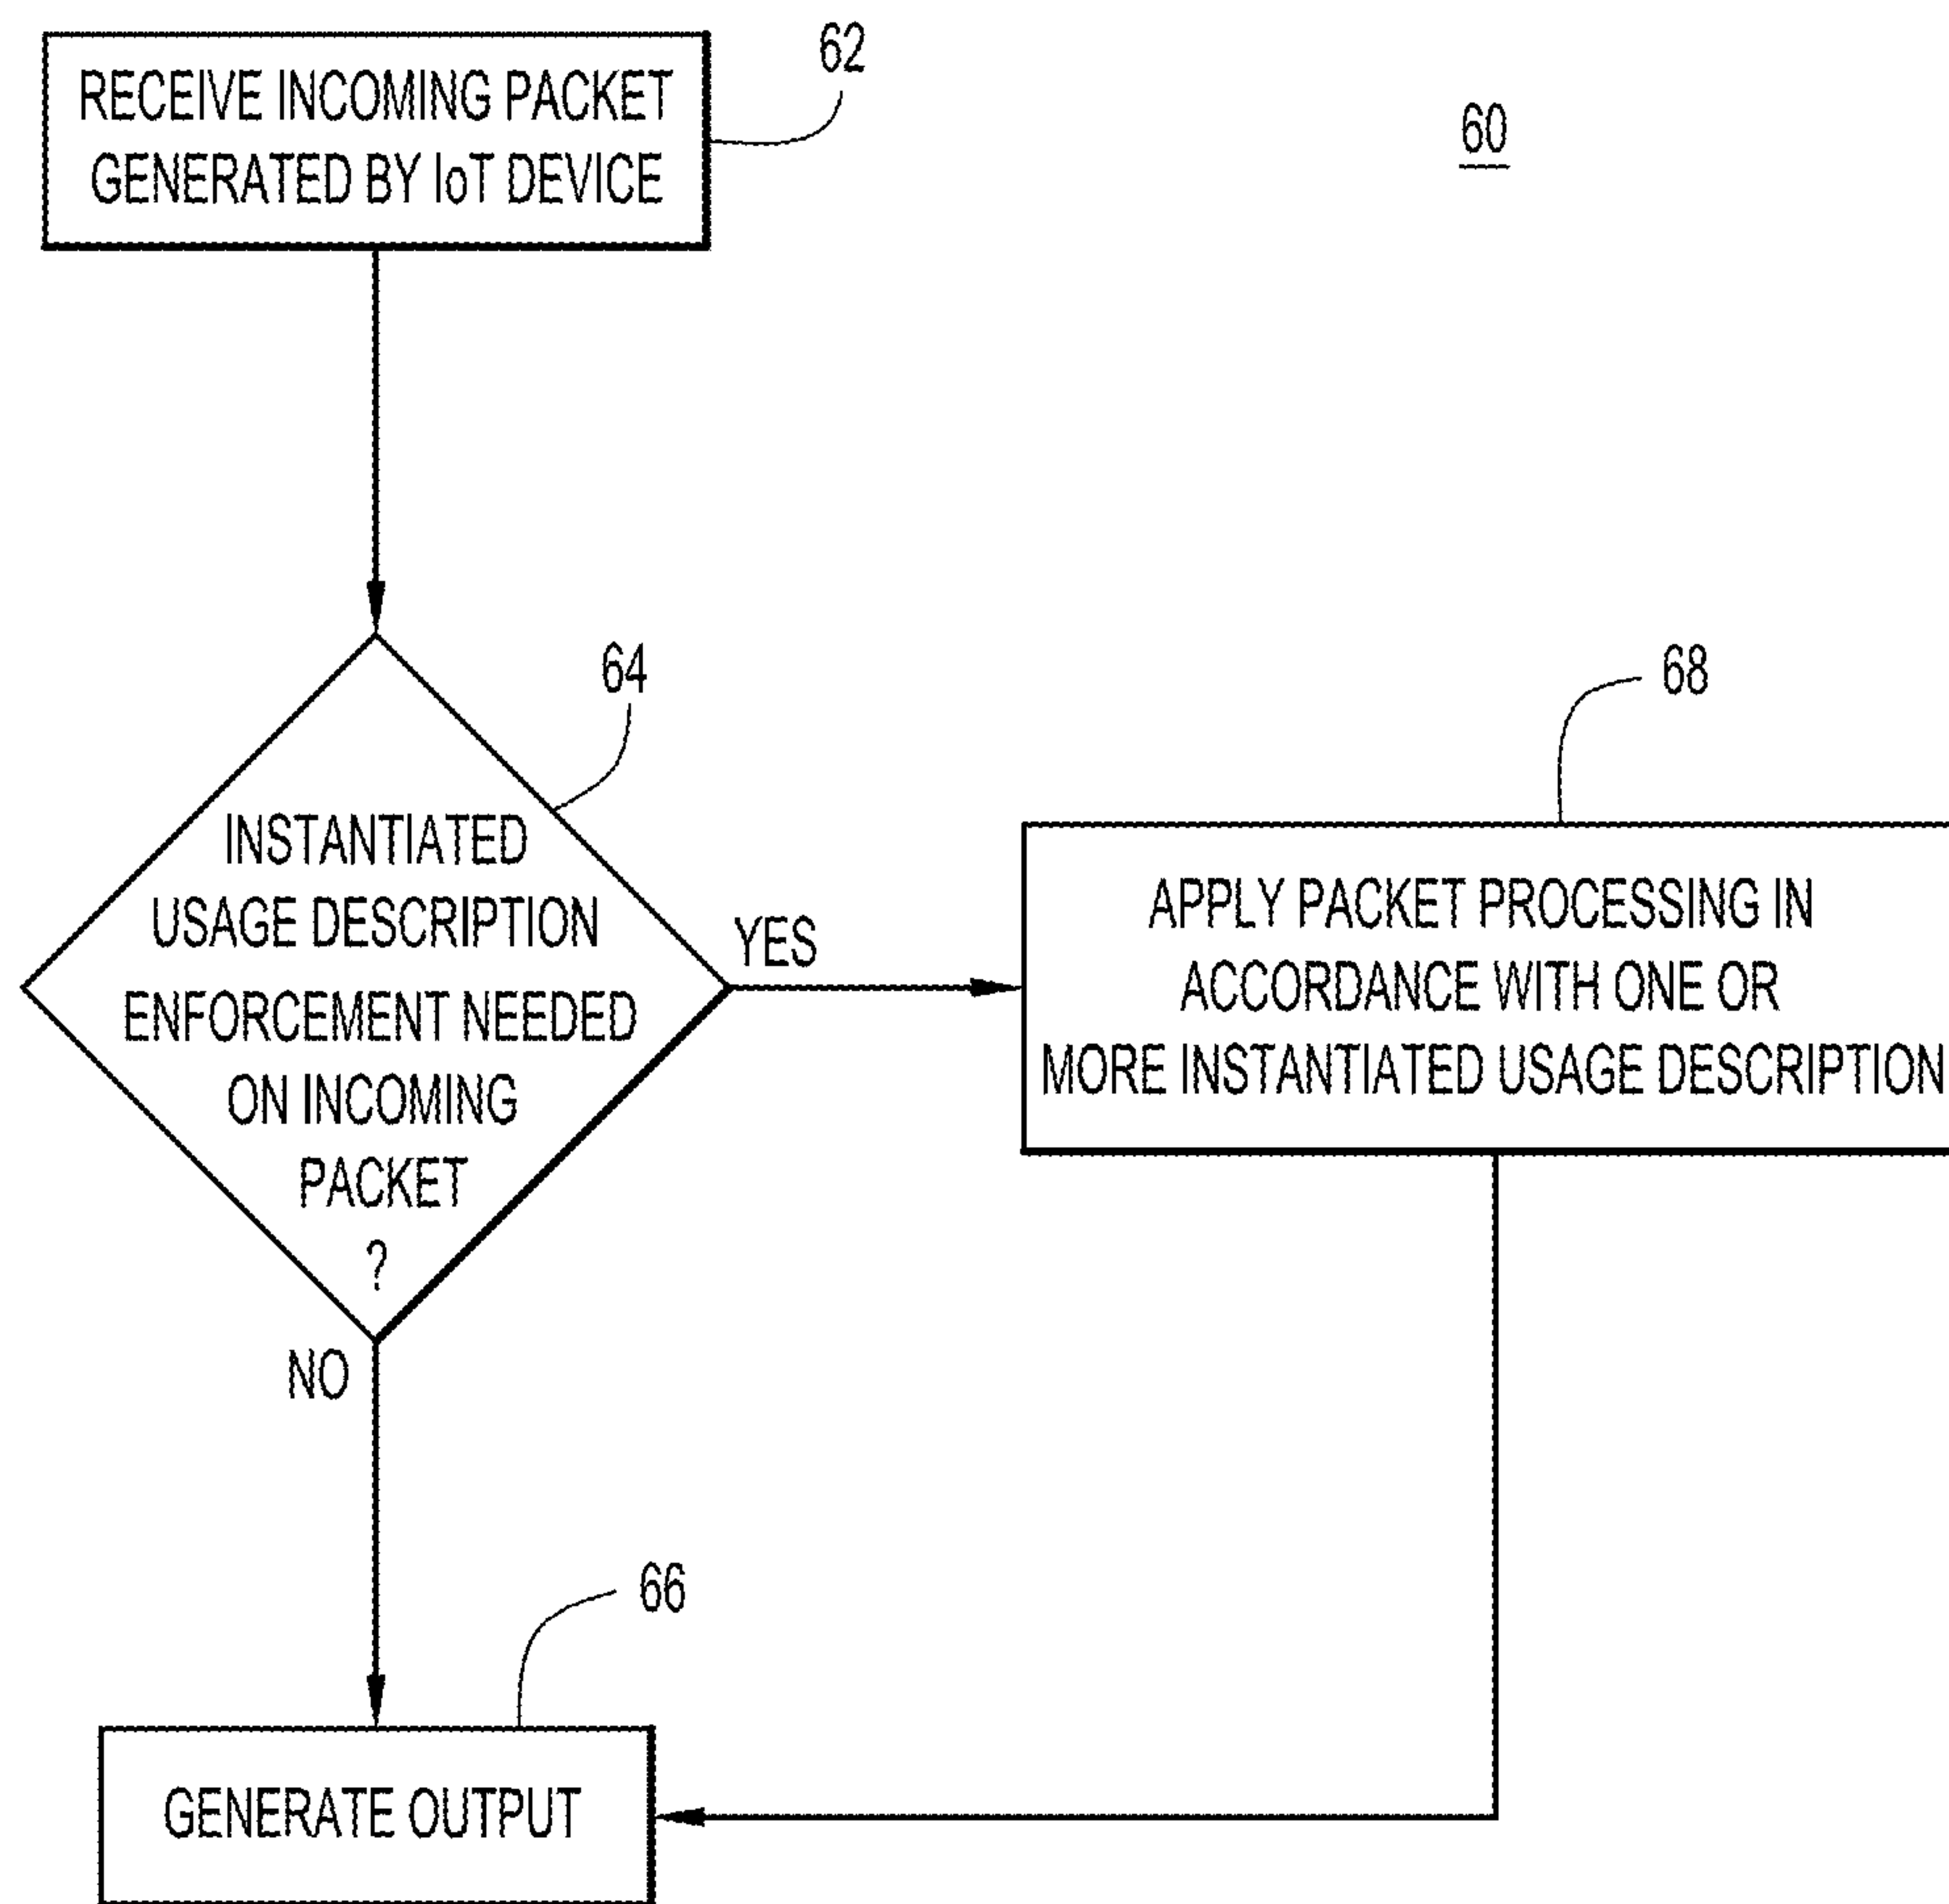 RECEIVE INCOMING PACKET
GENERATED BY IoT DEVICE
62
60
64
INSTANTIATED
USAGE DESCRIPTION
ENFORCEMENT NEEDED
ON INCOMING
PACKET
?
YES
NO
68
APPLY PACKET PROCESSING IN
ACCORDANCE WITH ONE OR
MORE INSTANTIATED USAGE DESCRIPTION
66
GENERATE OUTPUT